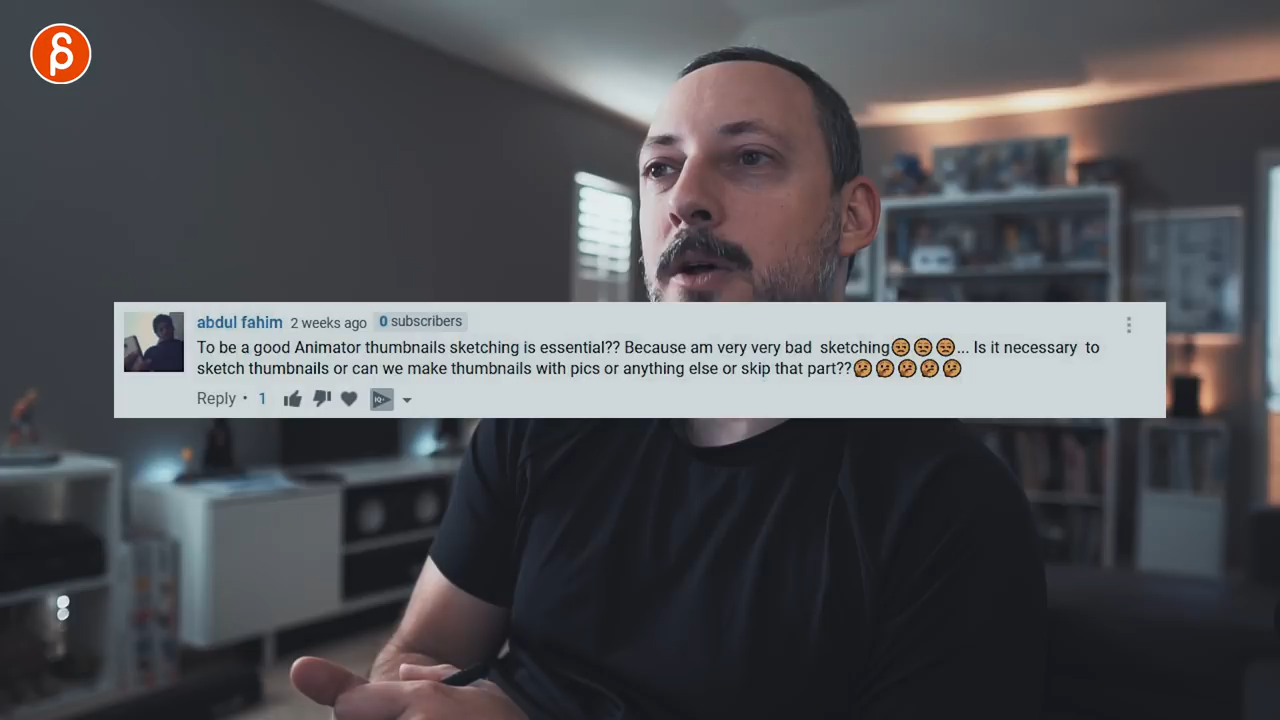 abdul fahim 2 weeks ago 0 subscribers
To be a good Animator thumbnails sketching is essential?? Because am very very bad sketching😒😒😒... Is it necessary to
sketch thumbnails or can we make thumbnails with pics or anything else or skip that part??🤔🤔🤔🤔🤔
Reply • 1